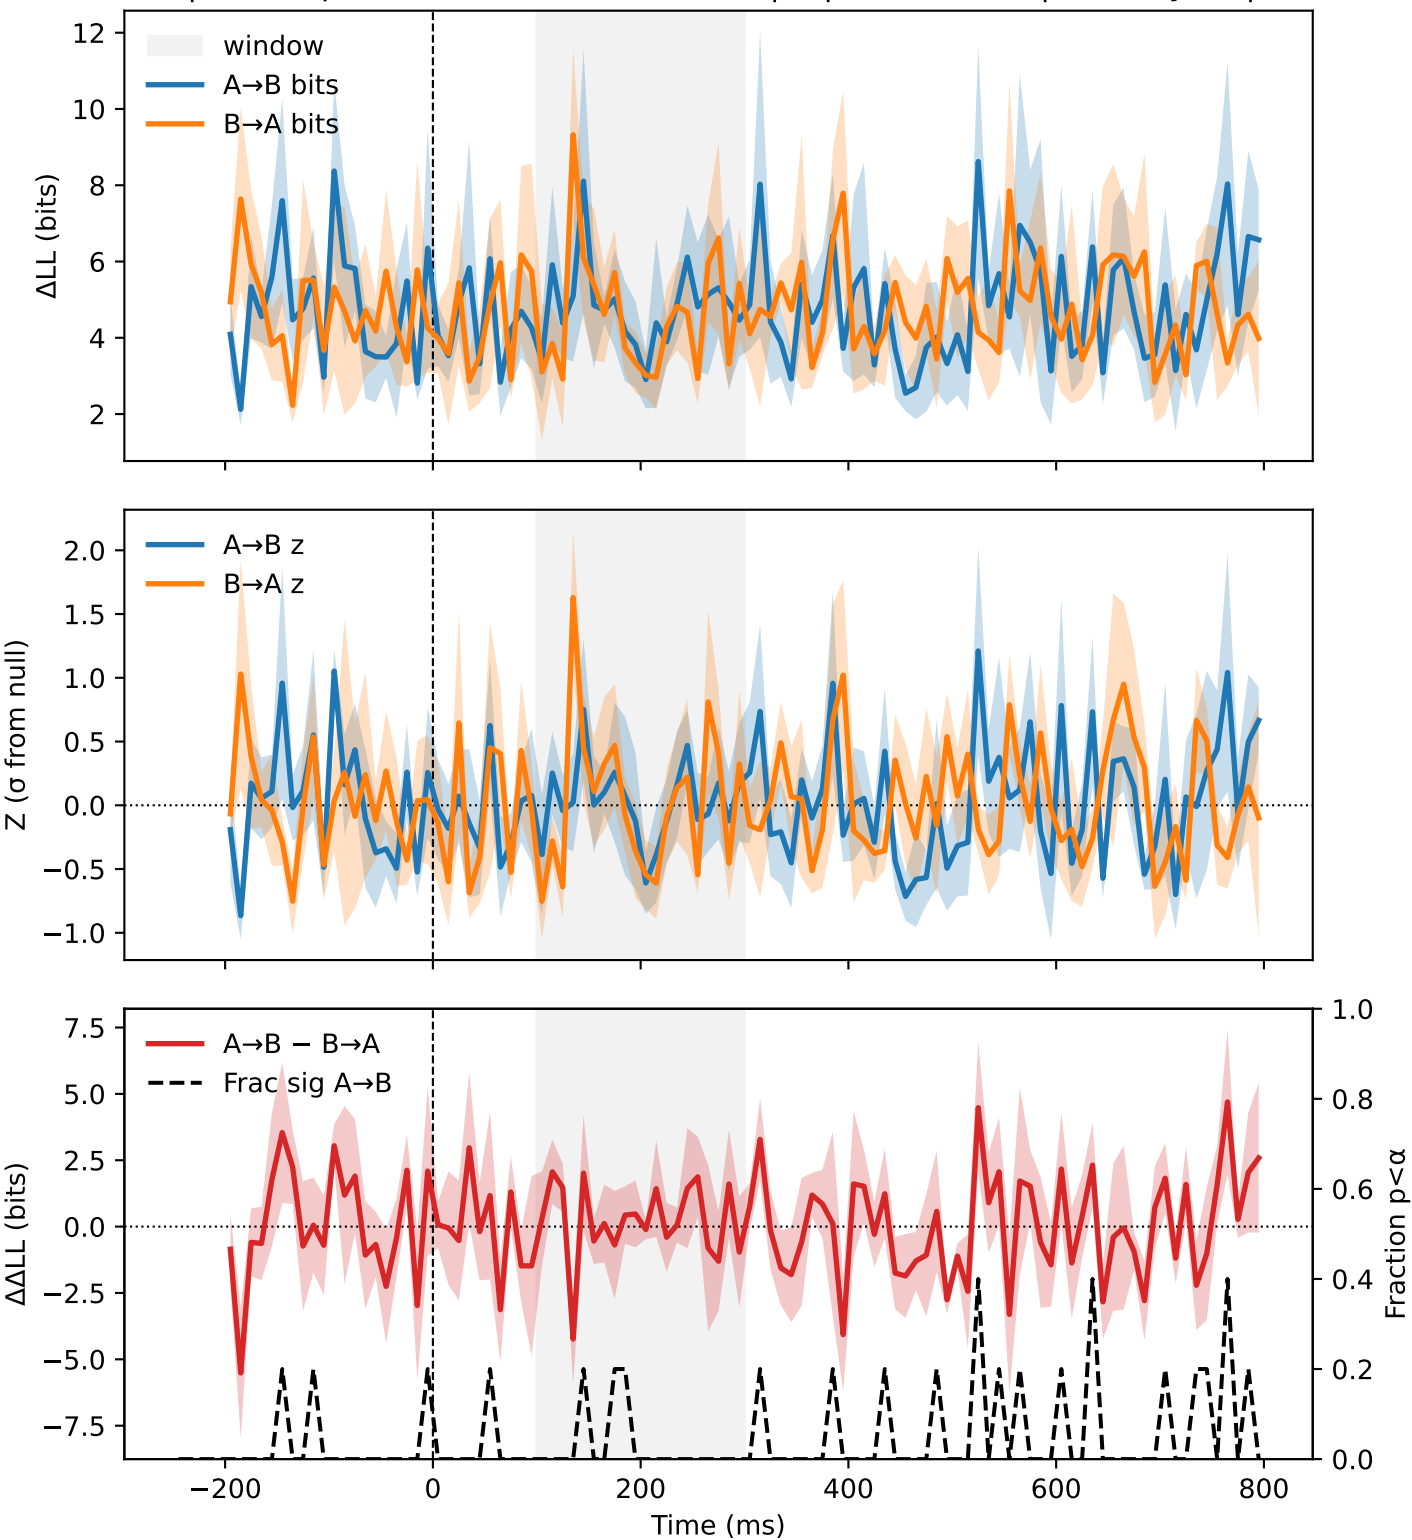 12
10
8
6
4
2
ΔLL (bits)
window
A→B bits
B→A bits
2.0
1.5
1.0
0.5
0.0
−0.5
−1.0
Z (σ from null)
A→B z
B→A z
7.5
5.0
2.5
0.0
−2.5
−5.0
−7.5
ΔΔLL (bits)
A→B − B→A
Frac sig A→B
1.0
0.8
0.6
0.4
0.2
0.0
Fraction p<α
−200
0
200
400
600
800
Time (ms)